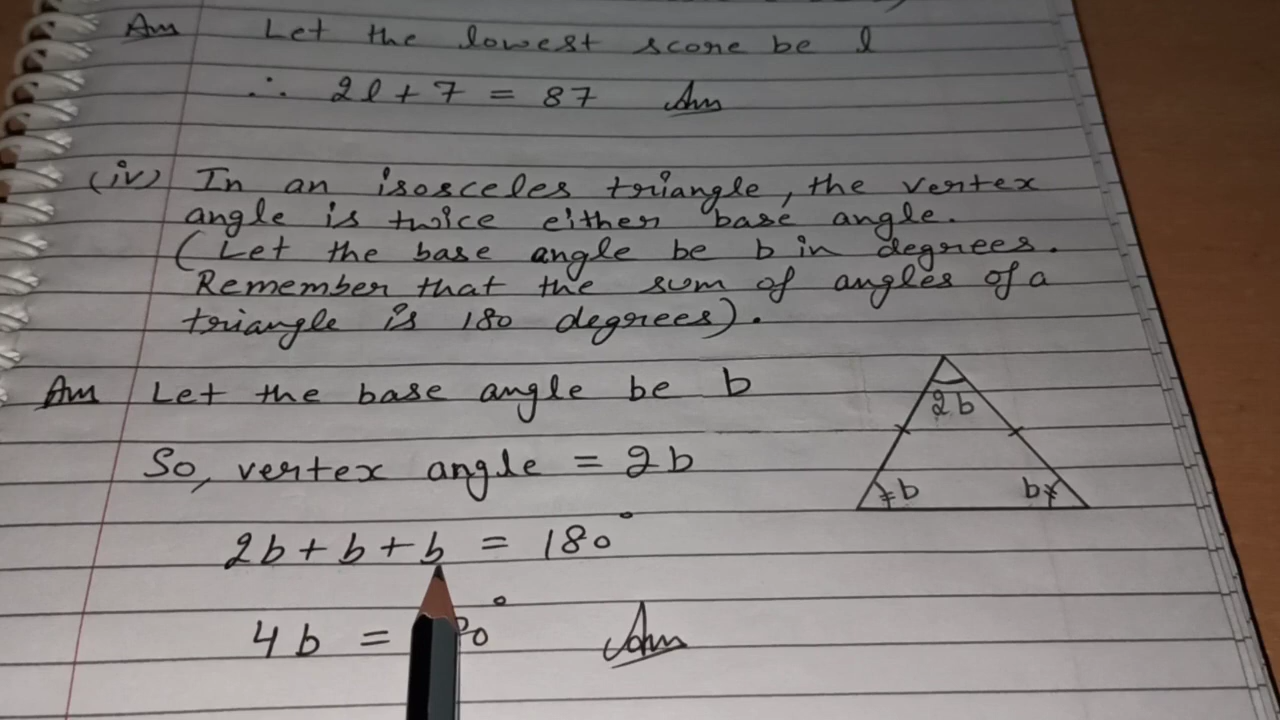 Ans Let the lowest score be l
∴ 2l + 7 = 87 Ans
(iv) In an isosceles triangle, the vertex
angle is twice either base angle.
(Let the base angle be b in degrees.
Remember that the sum of angles of a
triangle is 180 degrees).
Ans Let the base angle be b
So, vertex angle = 2b
2b + b + b = 180°
4b = 0° Ans
2b
b b